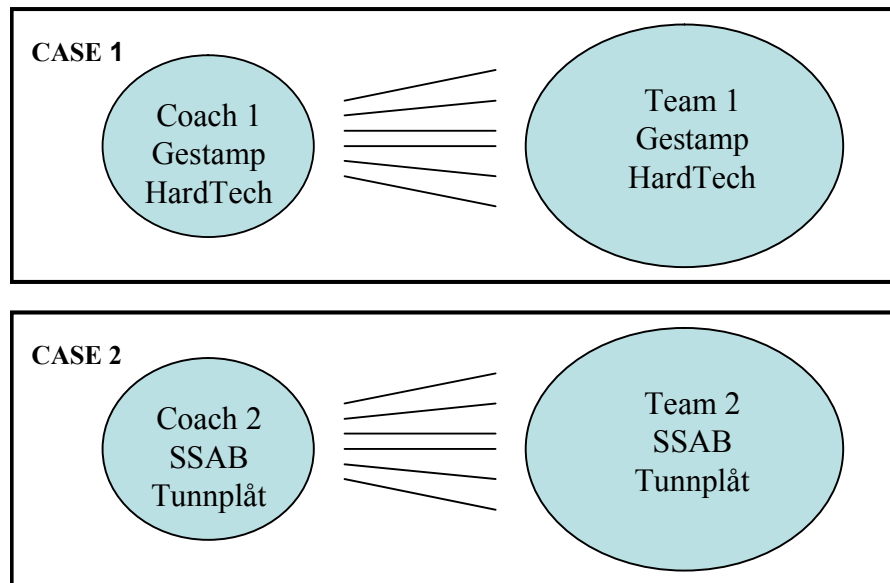 CASE 1
Coach 1
Gestamp
HardTech
Team 1
Gestamp
HardTech
CASE 2
Coach 2
SSAB
Tunnplåt
Team 2
SSAB
Tunnplåt